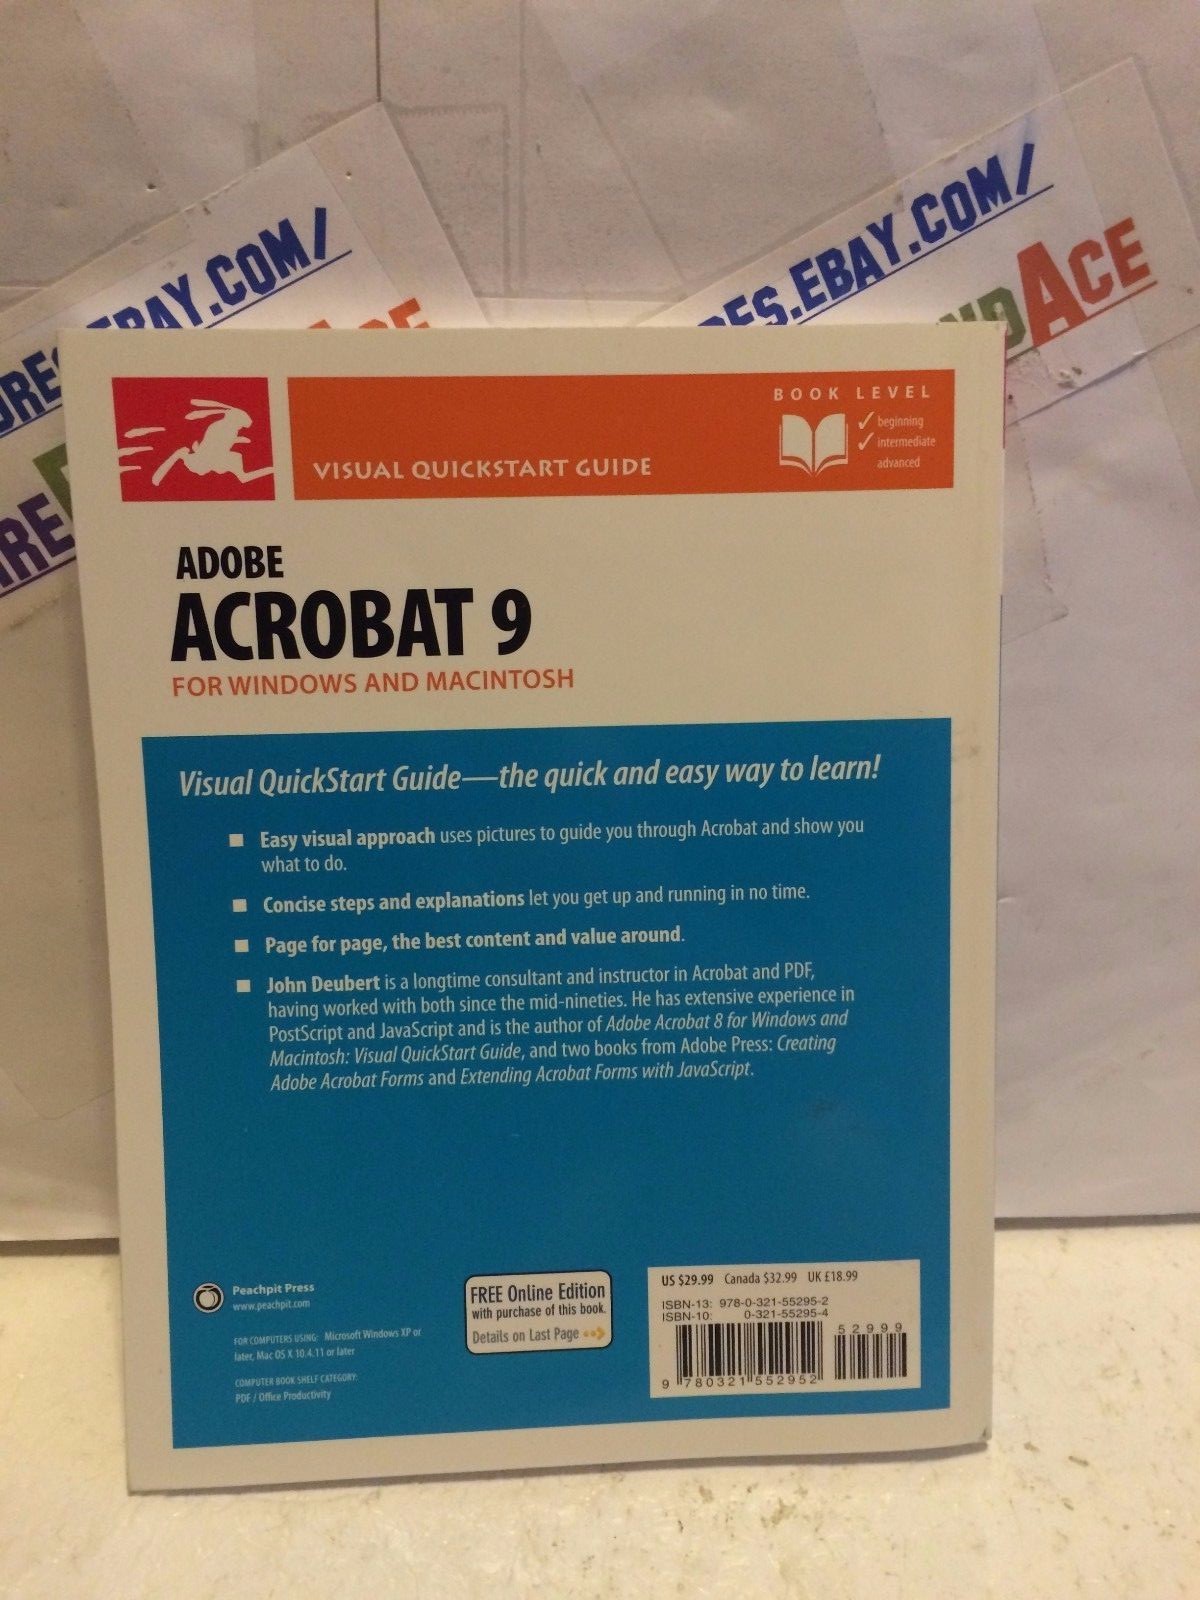 EBAY.COM/
RES.EBAY.COM/
ACE
VISUAL QUICKSTART GUIDE
BOOK LEVEL
✓ beginning
✓ intermediate
advanced
ADOBE
ACROBAT 9
FOR WINDOWS AND MACINTOSH
Visual QuickStart Guide—the quick and easy way to learn!
■ Easy visual approach uses pictures to guide you through Acrobat and show you
what to do.
■ Concise steps and explanations let you get up and running in no time.
■ Page for page, the best content and value around.
■ John Deubert is a longtime consultant and instructor in Acrobat and PDF,
having worked with both since the mid-nineties. He has extensive experience in
PostScript and JavaScript and is the author of Adobe Acrobat 8 for Windows and
Macintosh: Visual QuickStart Guide, and two books from Adobe Press: Creating
Adobe Acrobat Forms and Extending Acrobat Forms with JavaScript.
Peachpit Press
www.peachpit.com
FOR COMPUTERS USING: Microsoft Windows XP or
later, Mac OS X 10.4.11 or later
COMPUTER BOOK SHELF CATEGORY:
PDF / Office Productivity
FREE Online Edition
with purchase of this book.
Details on Last Page
US $29.99 Canada $32.99 UK £18.99
ISBN-13: 978-0-321-55295-2
ISBN-10: 0-321-55295-4
52999
9 780321 552952